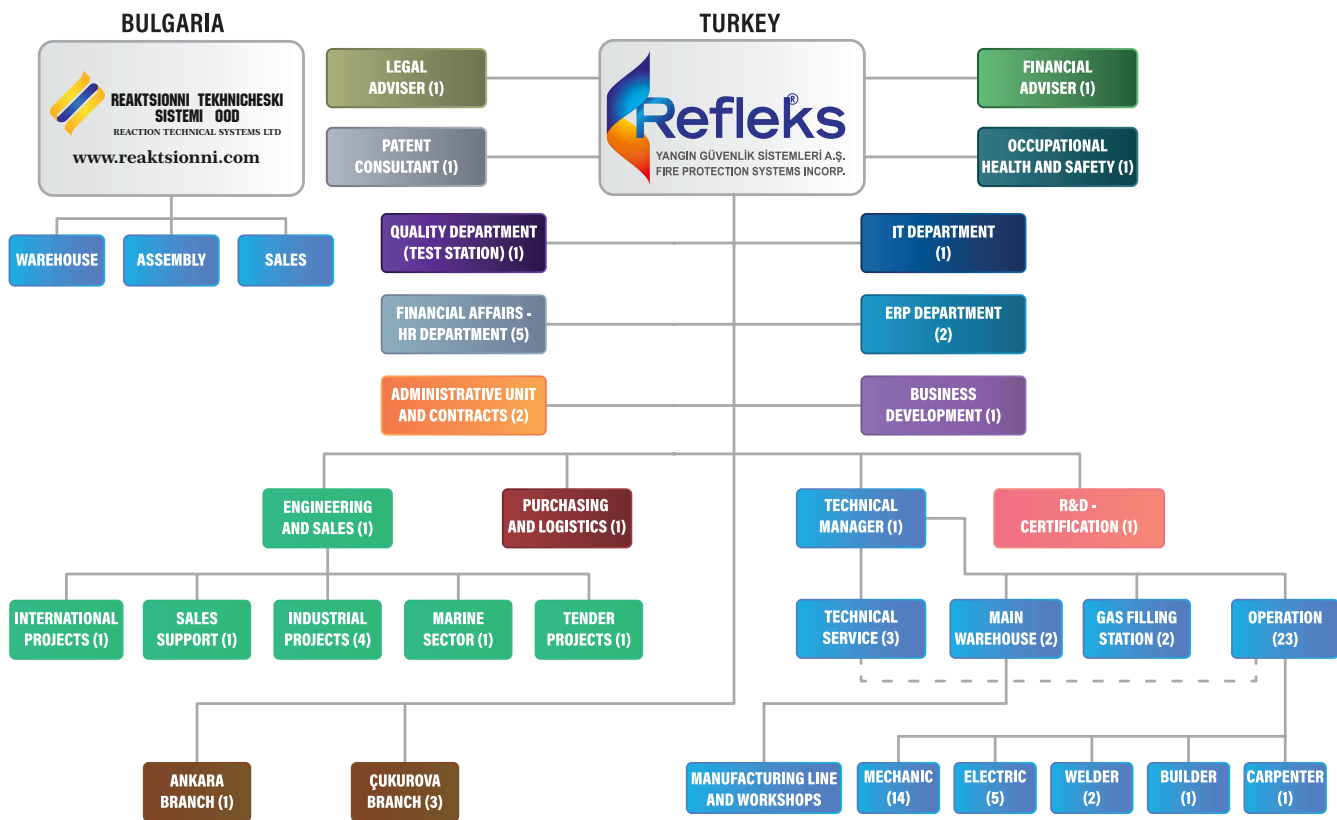 BULGARIA
REAKTSIONNI TEKHNICHESKI
SISTEMI OOD
REACTION TECHNICAL SYSTEMS LTD
www.reaktsionni.com
WAREHOUSE
ASSEMBLY
SALES
TURKEY
Refleks®
YANGIN GÜVENLİK SİSTEMLERİ A.Ş.
FIRE PROTECTION SYSTEMS INCORP.
LEGAL
ADVISER (1)
FINANCIAL
ADVISER (1)
PATENT
CONSULTANT (1)
OCCUPATIONAL
HEALTH AND SAFETY (1)
QUALITY DEPARTMENT
(TEST STATION) (1)
IT DEPARTMENT
(1)
FINANCIAL AFFAIRS -
HR DEPARTMENT (5)
ERP DEPARTMENT
(2)
ADMINISTRATIVE UNIT
AND CONTRACTS (2)
BUSINESS
DEVELOPMENT (1)
ENGINEERING
AND SALES (1)
PURCHASING
AND LOGISTICS (1)
TECHNICAL
MANAGER (1)
R&D -
CERTIFICATION (1)
INTERNATIONAL
PROJECTS (1)
SALES
SUPPORT (1)
INDUSTRIAL
PROJECTS (4)
MARINE
SECTOR (1)
TENDER
PROJECTS (1)
TECHNICAL
SERVICE (3)
MAIN
WAREHOUSE (2)
GAS FILLING
STATION (2)
OPERATION
(23)
ANKARA
BRANCH (1)
ÇUKUROVA
BRANCH (3)
MANUFACTURING LINE
AND WORKSHOPS
MECHANIC
(14)
ELECTRIC
(5)
WELDER
(2)
BUILDER
(1)
CARPENTER
(1)